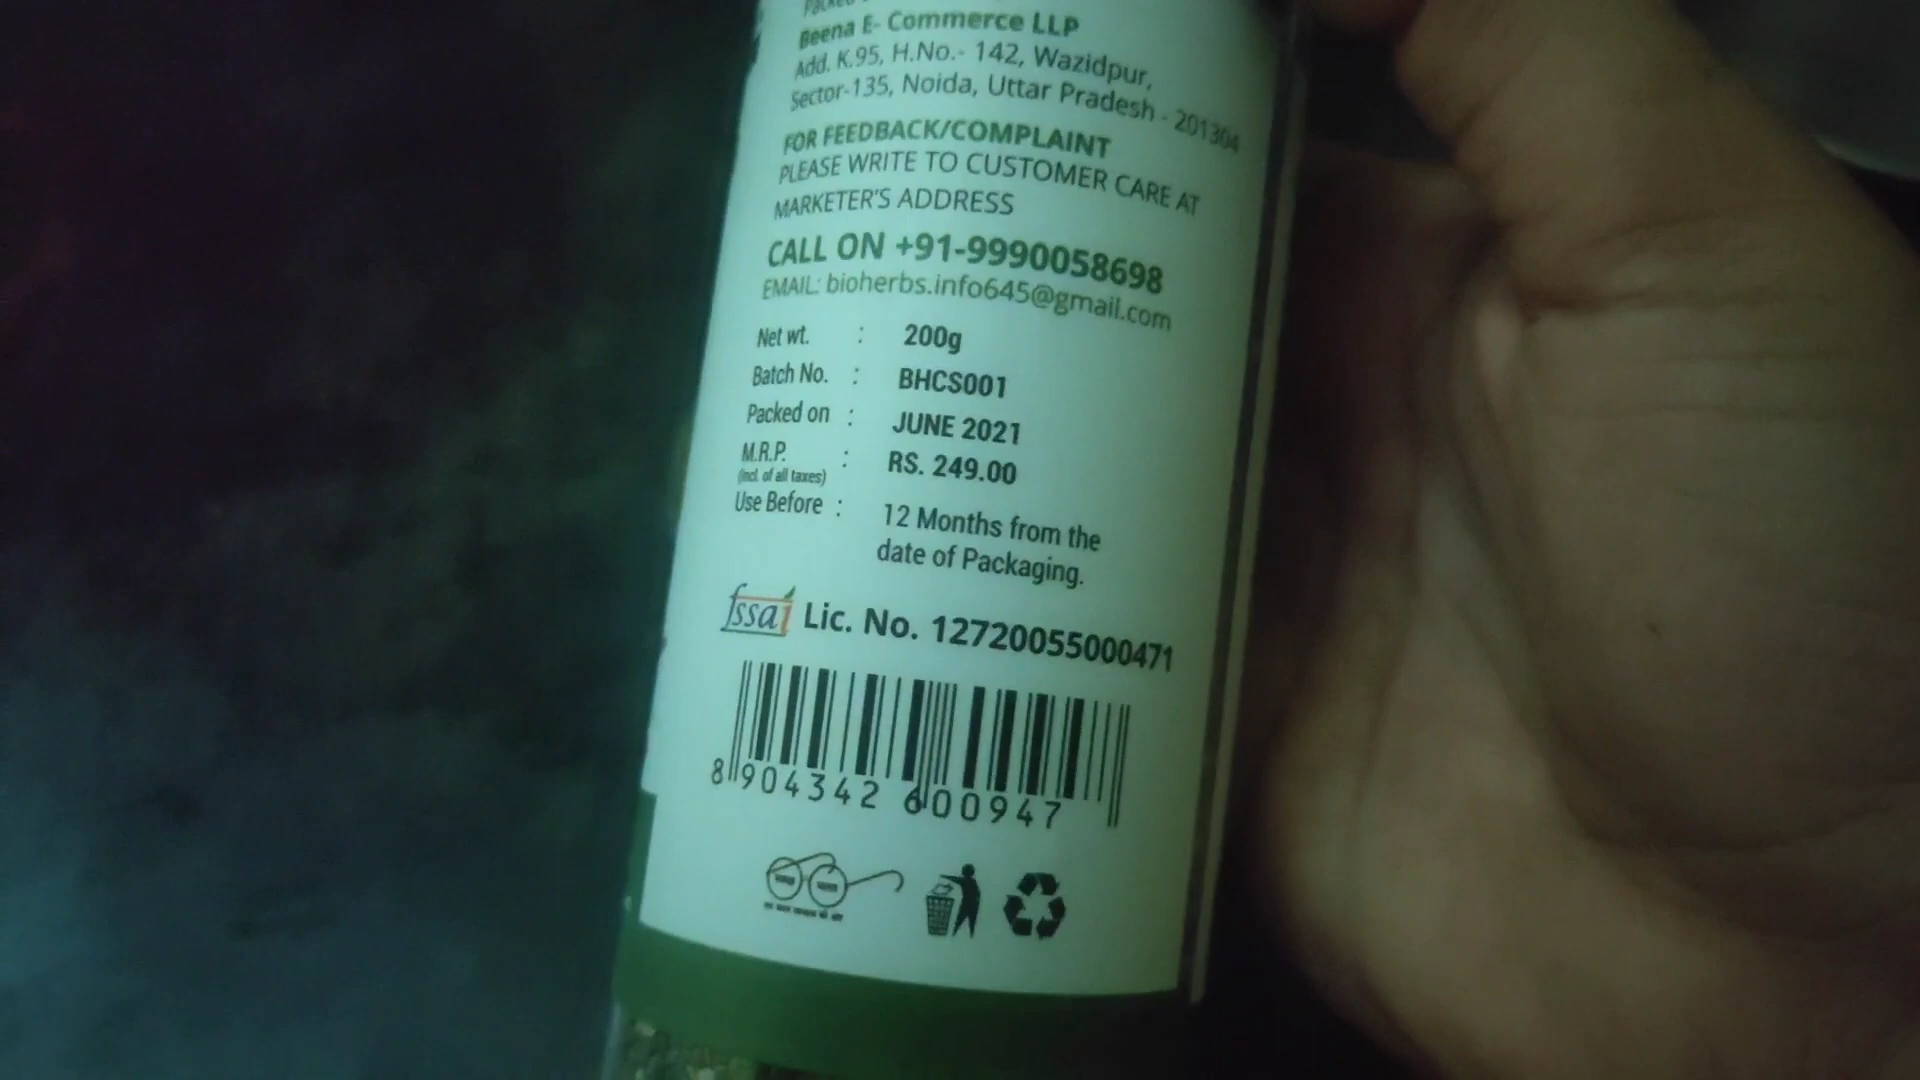 Packed
Beena E- Commerce LLP
Add. K.95, H.No.- 142, Wazidpur,
Sector-135, Noida, Uttar Pradesh - 201304
FOR FEEDBACK/COMPLAINT
PLEASE WRITE TO CUSTOMER CARE AT
MARKETER'S ADDRESS
CALL ON +91-9990058698
EMAIL: bioherbs.info645@gmail.com
Net wt. : 200g
Batch No. : BHCS001
Packed on : JUNE 2021
M.R.P. : RS. 249.00
(incl. of all taxes)
Use Before : 12 Months from the
date of Packaging.
fssai Lic. No. 12720055000471
8 904342 600947